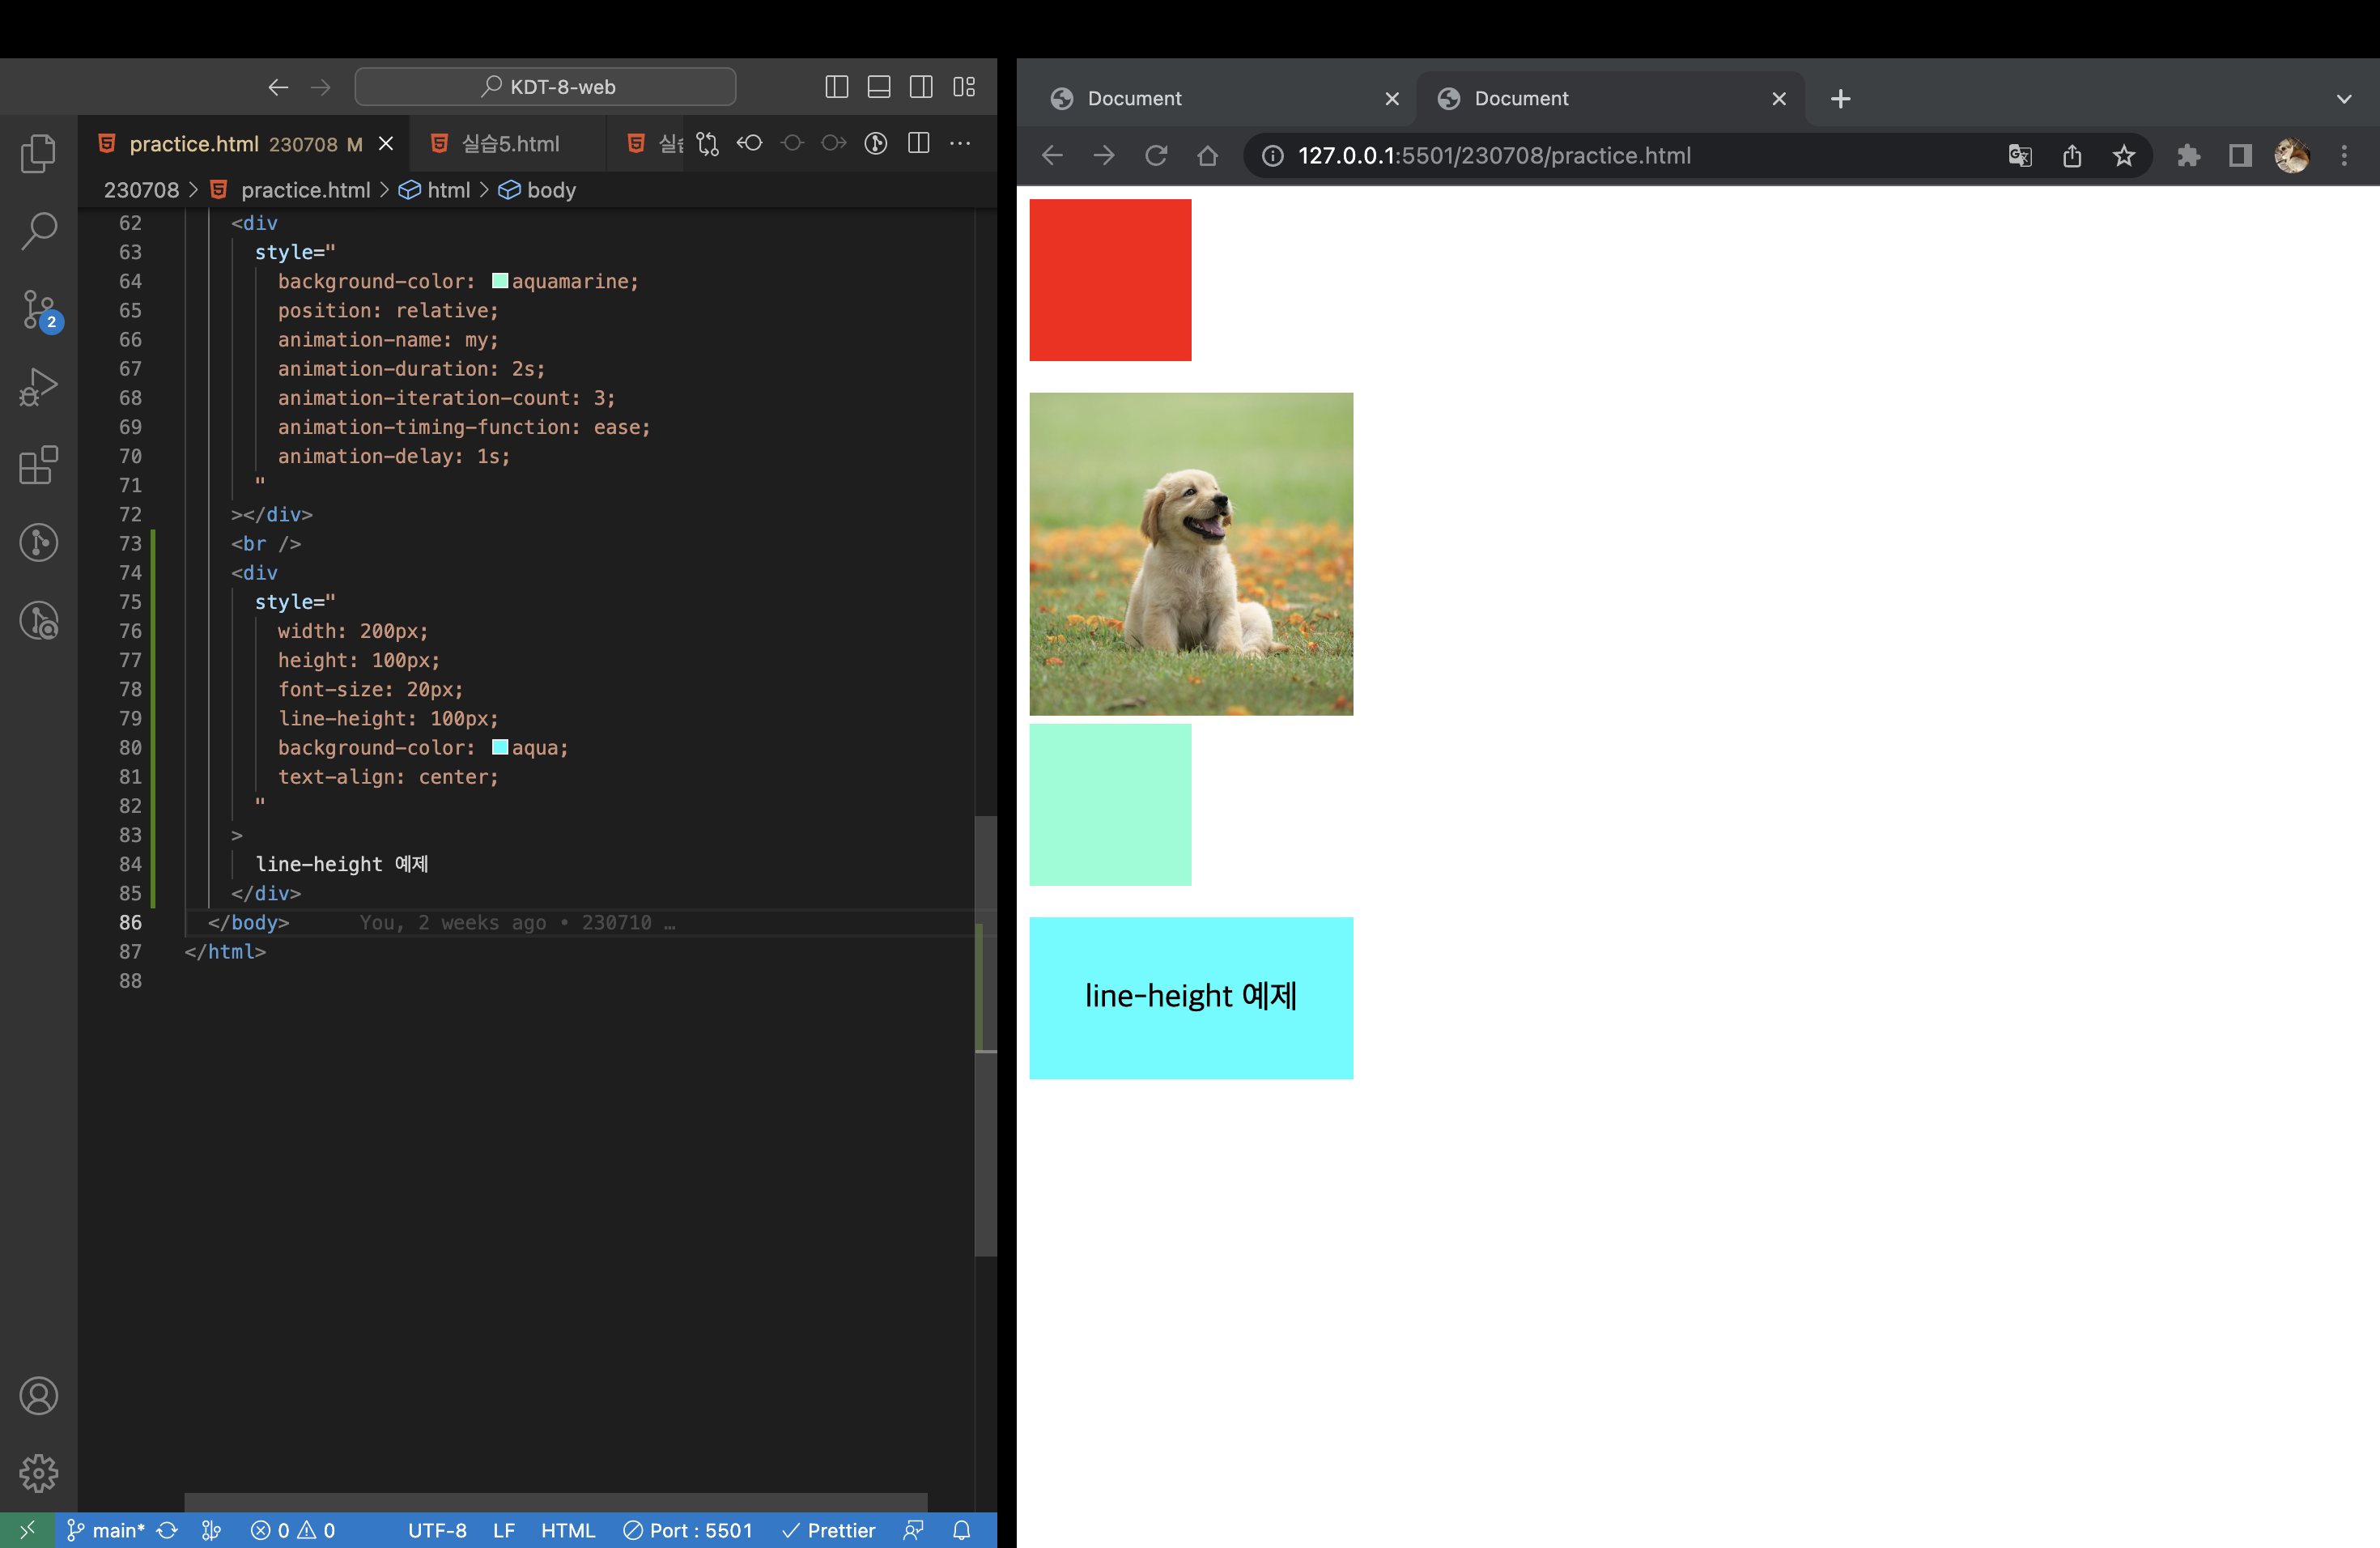 KDT-8-web
practice.html 230708 M
실습5.html
230708 > practice.html > html > body
62 <div
63 style="
64 background-color: aquamarine;
65 position: relative;
66 animation-name: my;
67 animation-duration: 2s;
68 animation-iteration-count: 3;
69 animation-timing-function: ease;
70 animation-delay: 1s;
71 "
72 ></div>
73 <br />
74 <div
75 style="
76 width: 200px;
77 height: 100px;
78 font-size: 20px;
79 line-height: 100px;
80 background-color: aqua;
81 text-align: center;
82 "
83 >
84 line-height 예제
85 </div>
86 </body> You, 2 weeks ago • 230710 …
87 </html>
88
2
main* 0 0 UTF-8 LF HTML Port : 5501 Prettier
Document
Document
127.0.0.1:5501/230708/practice.html
line-height 예제